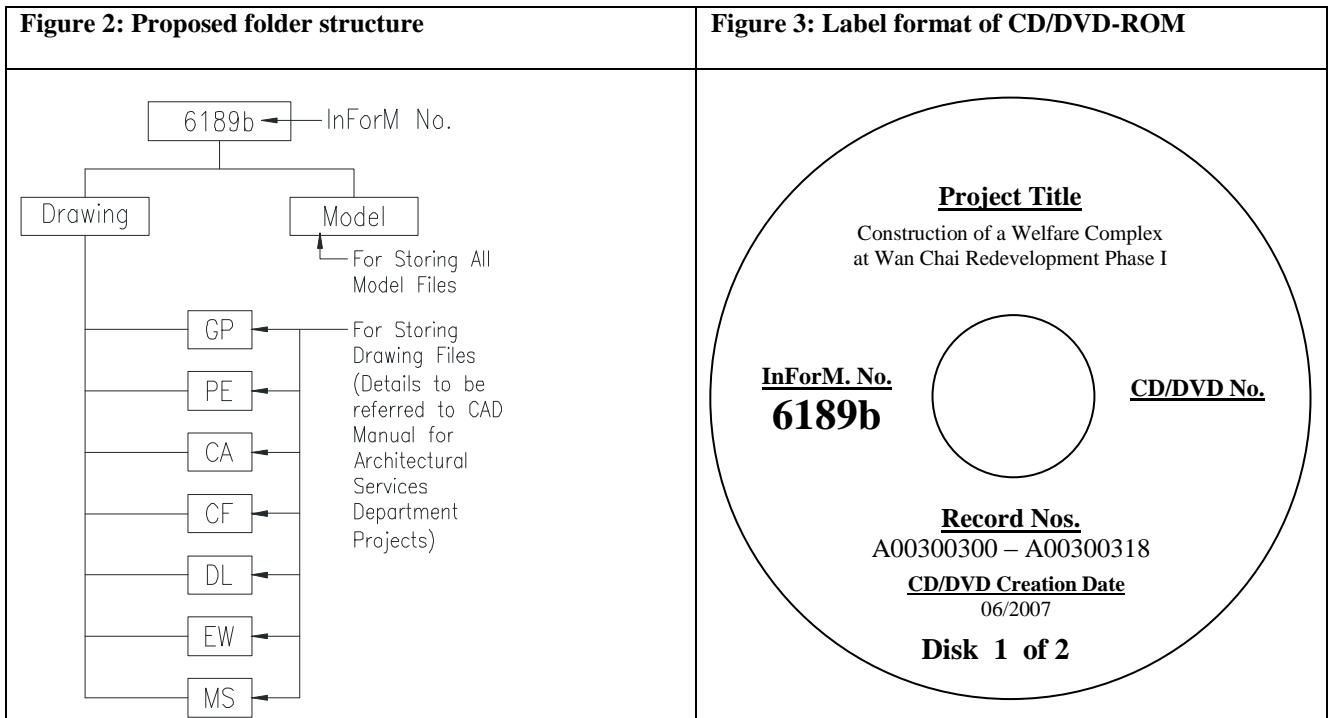 Figure 2: Proposed folder structure
6189b
InForM No.
Drawing
Model
For Storing All
Model Files
GP
PE
CA
CF
DL
EW
MS
For Storing
Drawing Files
(Details to be
referred to CAD
Manual for
Architectural
Services
Department
Projects)
Figure 3: Label format of CD/DVD-ROM
Project Title
Construction of a Welfare Complex
at Wan Chai Redevelopment Phase I
InForM. No.
6189b
CD/DVD No.
Record Nos.
A00300300 – A00300318
CD/DVD Creation Date
06/2007
Disk 1 of 2